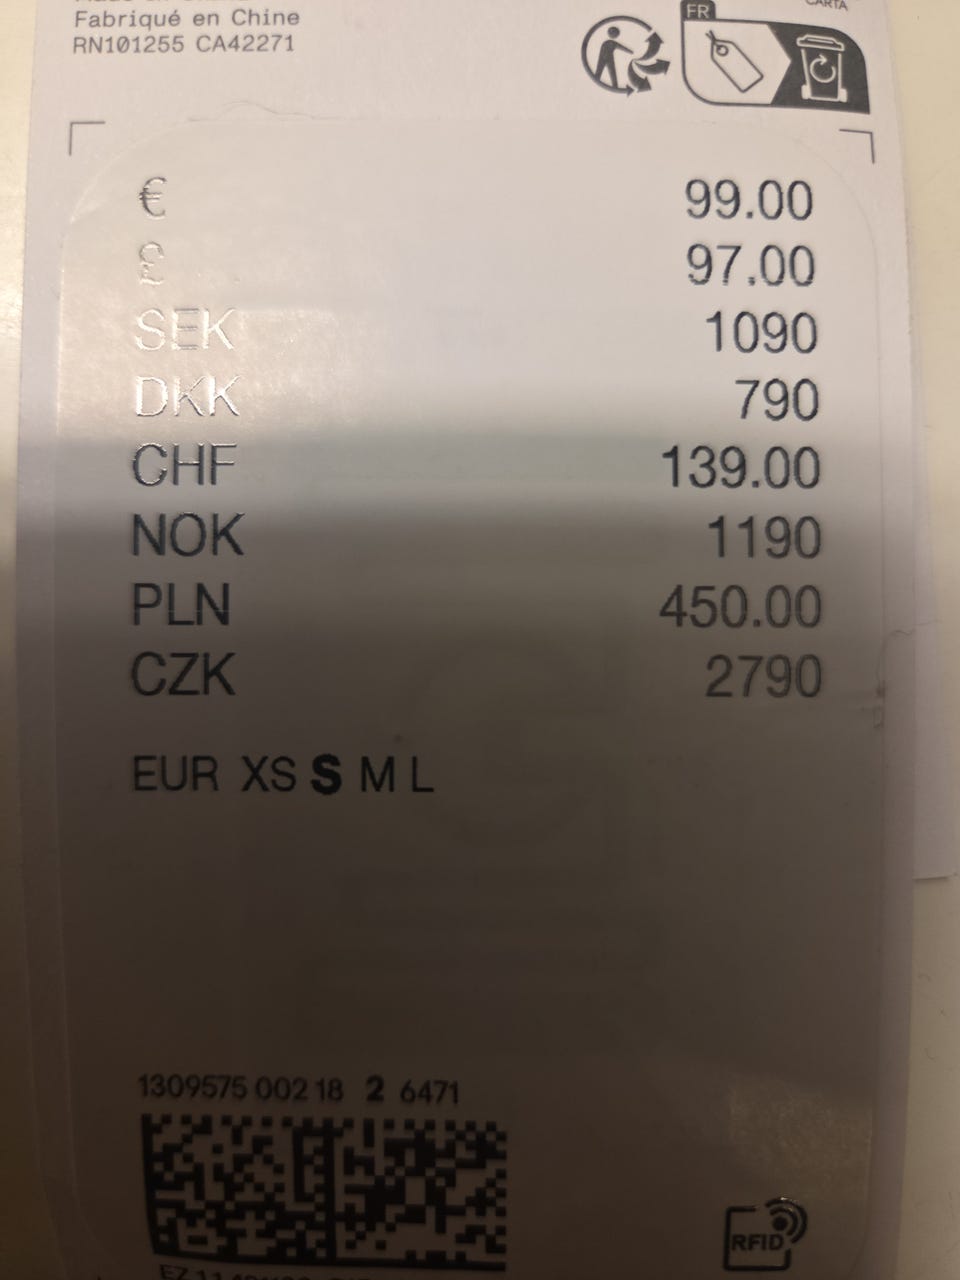 Fabriqué en Chine
RN101255 CA42271
CARTA
FR
€ 99.00
£ 97.00
SEK 1090
DKK 790
CHF 139.00
NOK 1190
PLN 450.00
CZK 2790
EUR XS S M L
1309575 002 18 2 6471
RFID